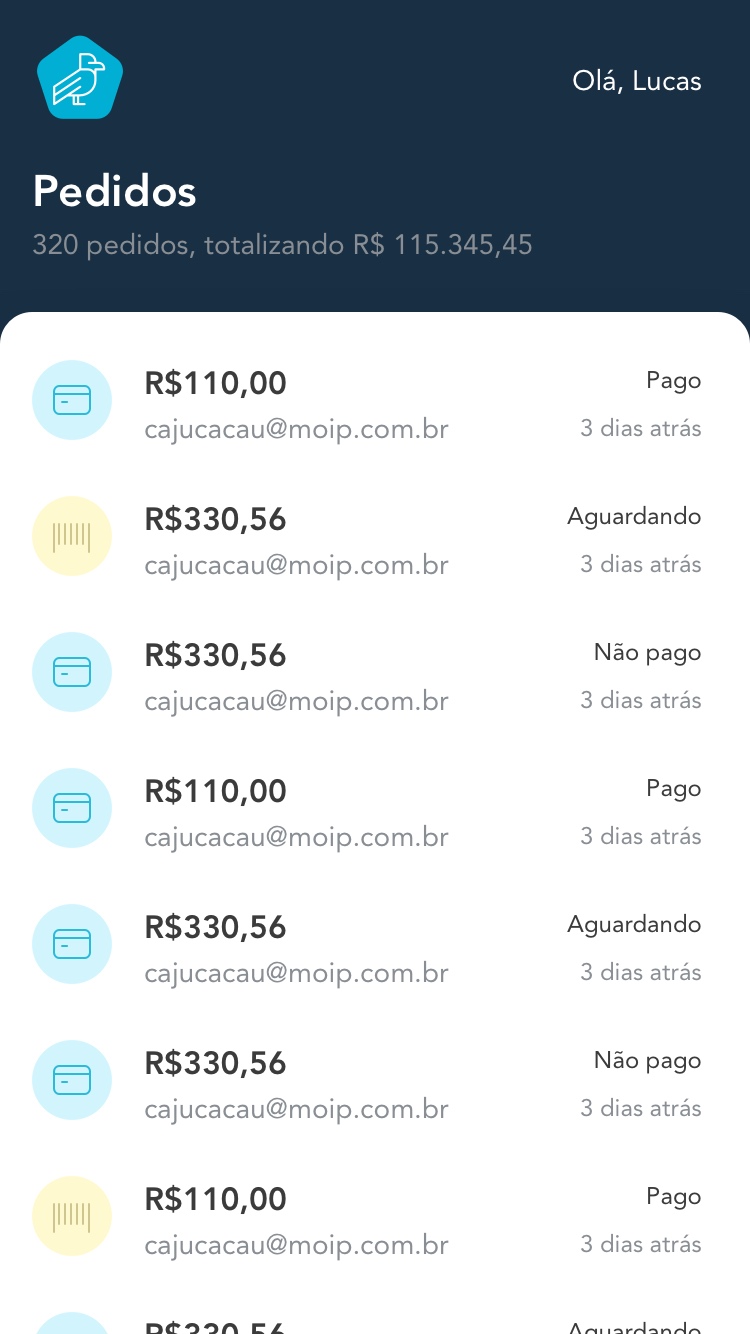 Olá, Lucas
Pedidos
320 pedidos, totalizando R$ 115.345,45
R$110,00
Pago
cajucacau@moip.com.br
3 dias atrás
R$330,56
Aguardando
cajucacau@moip.com.br
3 dias atrás
R$330,56
Não pago
cajucacau@moip.com.br
3 dias atrás
R$110,00
Pago
cajucacau@moip.com.br
3 dias atrás
R$330,56
Aguardando
cajucacau@moip.com.br
3 dias atrás
R$330,56
Não pago
cajucacau@moip.com.br
3 dias atrás
R$110,00
Pago
cajucacau@moip.com.br
3 dias atrás
R$330,56
Aguardando